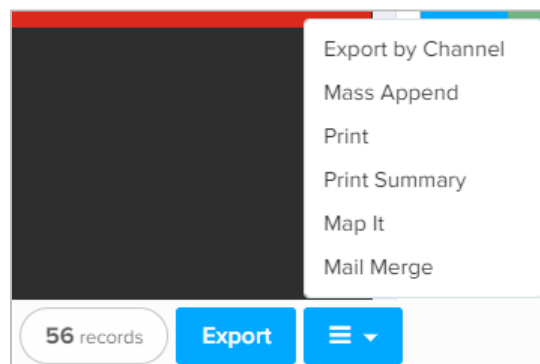 Export by Channel
Mass Append
Print
Print Summary
Map It
Mail Merge
56 records
Export